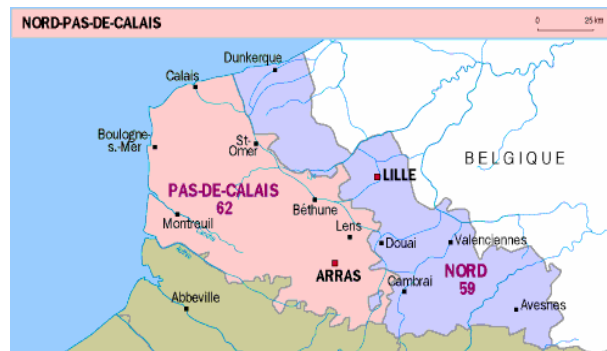 NORD-PAS-DE-CALAIS
0 25 km
Dunkerque
Calais
Boulogne-
s.-Mer
St-
Omer
BELGIQUE
LILLE
PAS-DE-CALAIS
62
Béthune
Montreuil
Lens
Douai
Valenciennes
ARRAS
NORD
59
Cambrai
Abbeville
Avesnes